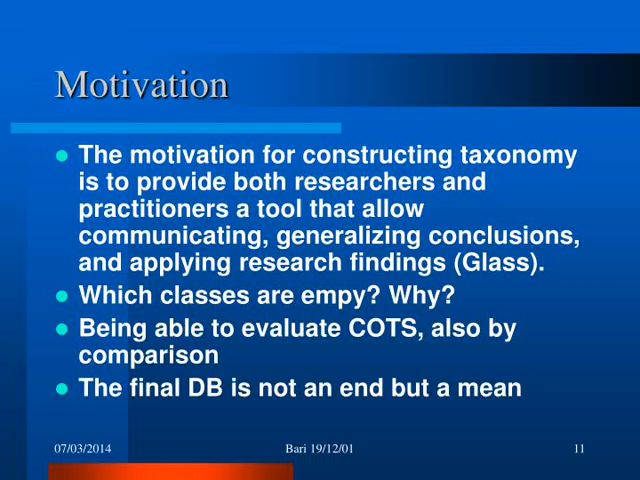 Motivation
The motivation for constructing taxonomy
is to provide both researchers and
practitioners a tool that allow
communicating, generalizing conclusions,
and applying research findings (Glass).
Which classes are empy? Why?
Being able to evaluate COTS, also by
comparison
The final DB is not an end but a mean
07/03/2014
Bari 19/12/01
11